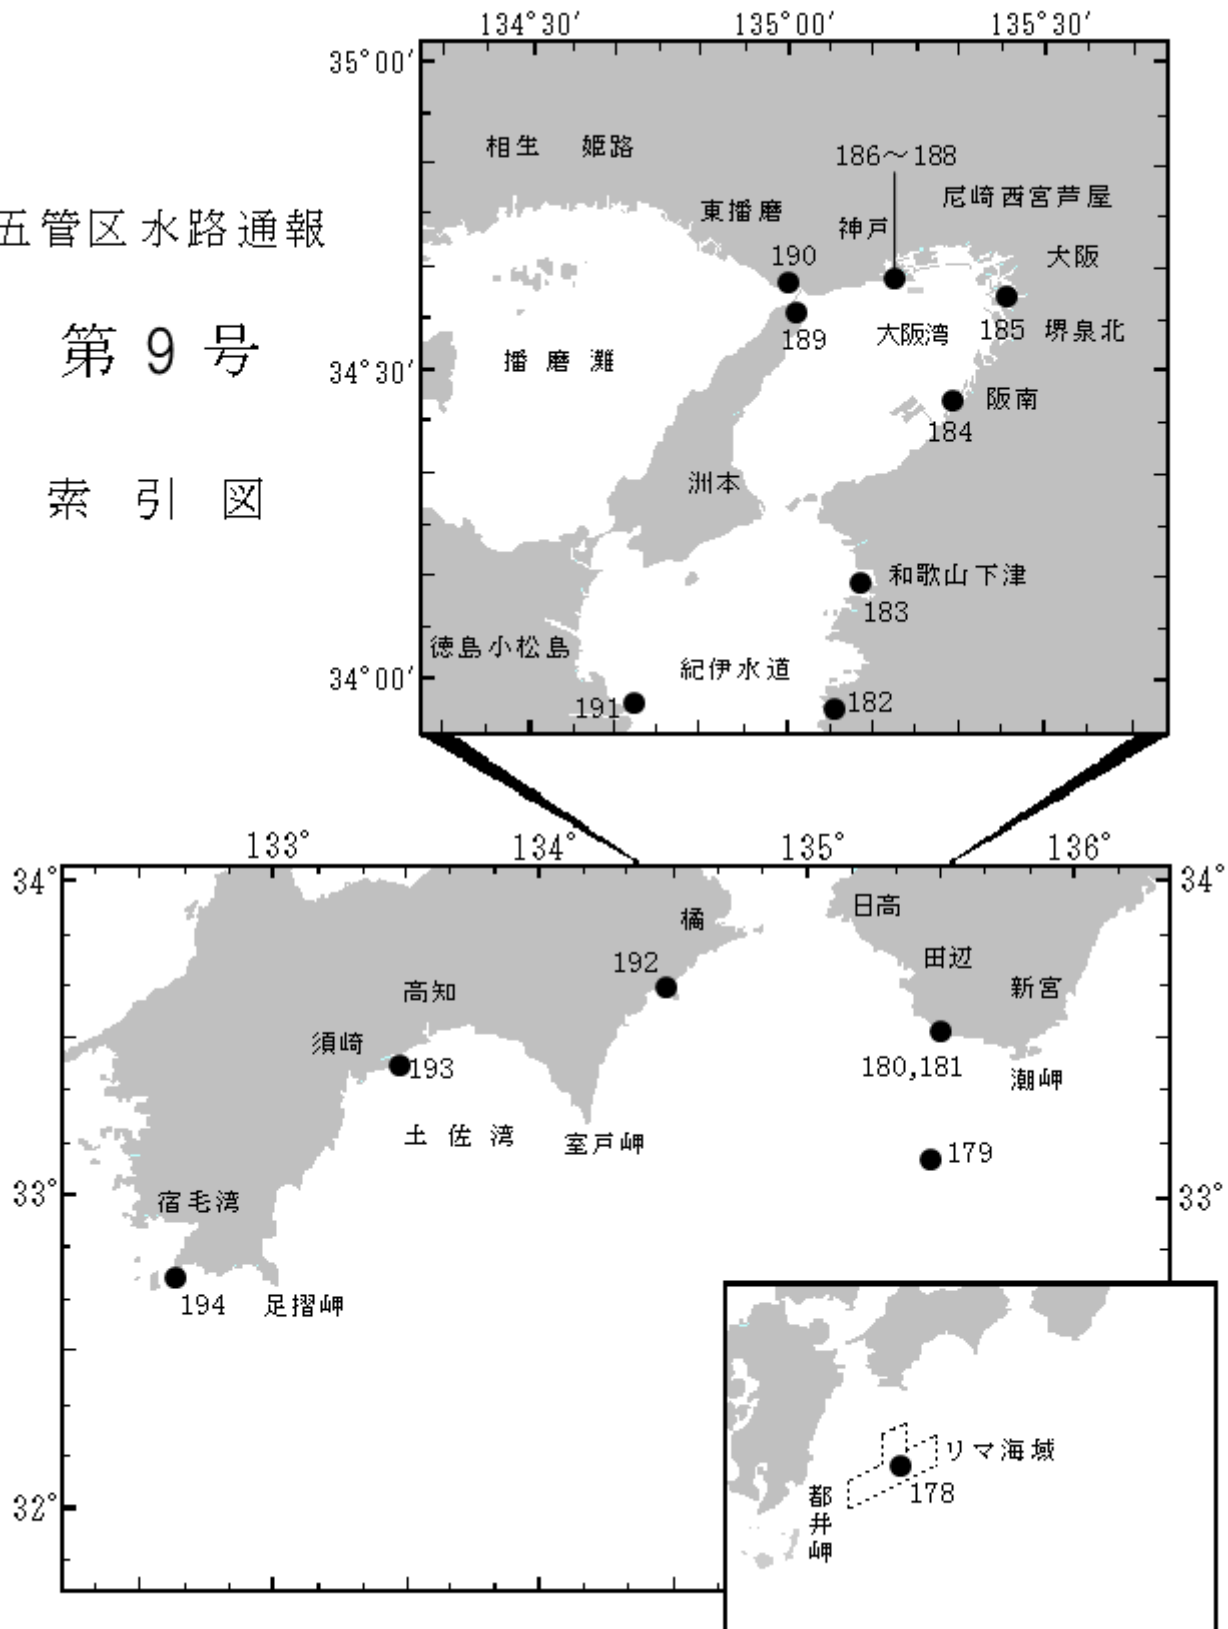 134°30′ 135°00′ 135°30′
35°00′
相生 姫路
186～188
尼崎西宮芦屋
東播磨
神戸
五管区水路通報
190
大阪
第 9 号
189
大阪湾
185 堺泉北
34°30′
播磨灘
阪南
184
索引図
洲本
和歌山下津
183
徳島小松島
紀伊水道
34°00′
191
182
133° 134° 135° 136°
34° 34°
橘
日高
192
田辺
高知
新宮
須崎
193
180,181
潮岬
土佐湾
室戸岬
179
33° 33°
宿毛湾
194
足摺岬
リマ海域
178
都井岬
32°